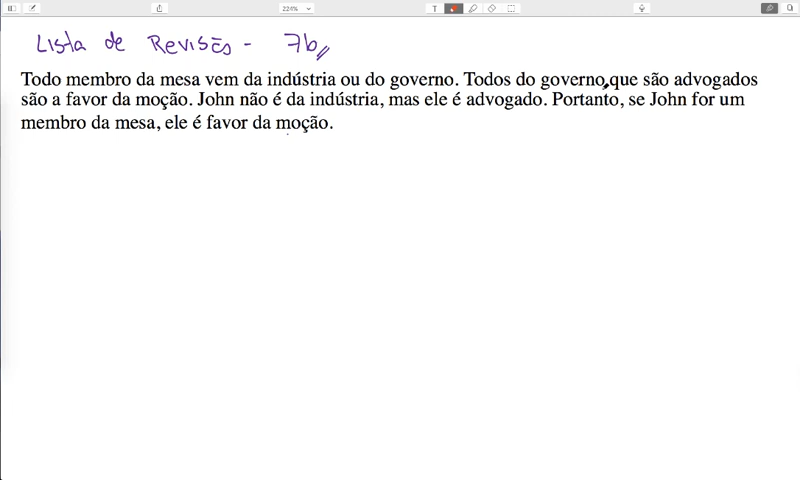 224%
T
Lista de Revisão - 7b
Todo membro da mesa vem da indústria ou do governo. Todos do governo, que são advogados
são a favor da moção. John não é da indústria, mas ele é advogado. Portanto, se John for um
membro da mesa, ele é favor da moção.